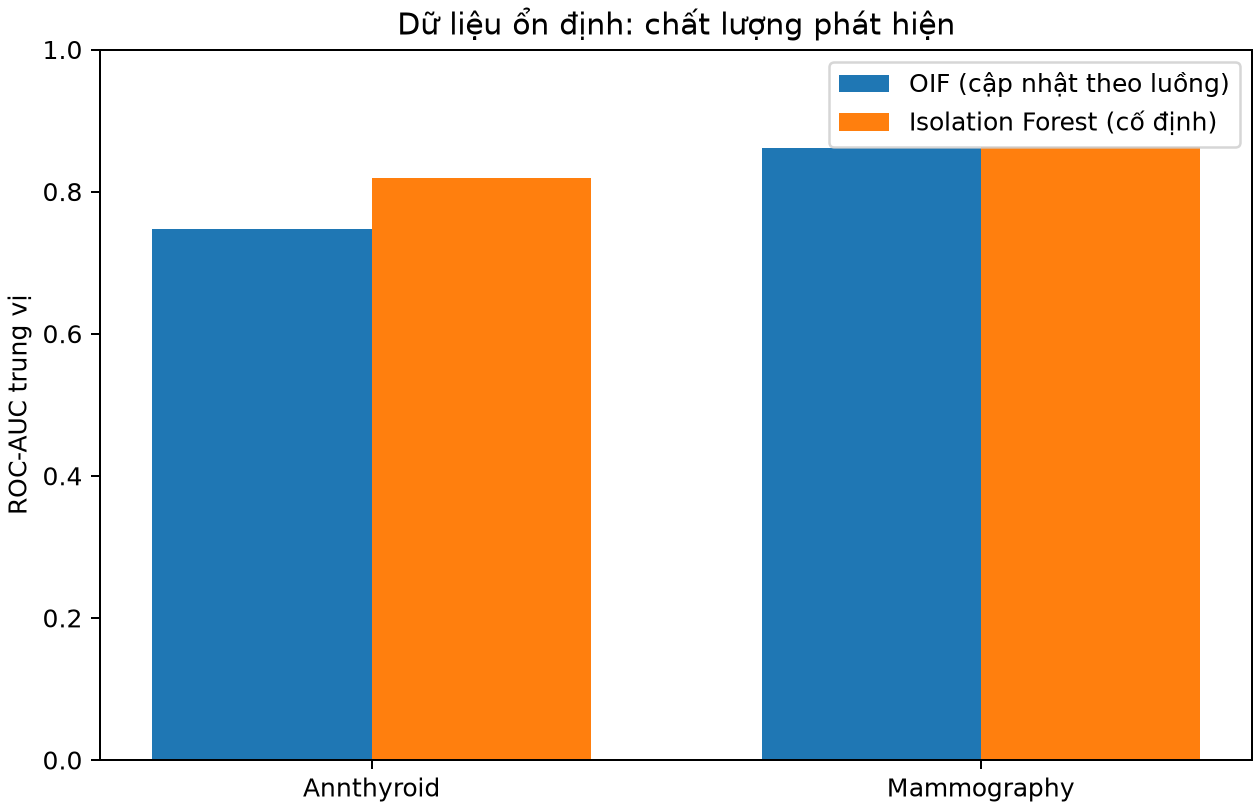 Dữ liệu ổn định: chất lượng phát hiện
OIF (cập nhật theo luồng)
Isolation Forest (cố định)
ROC-AUC trung vị
1.0
0.8
0.6
0.4
0.2
0.0
Annthyroid
Mammography